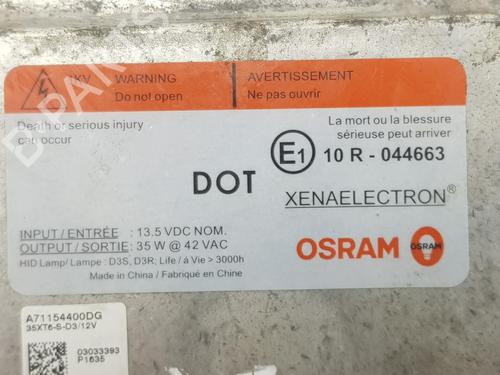 KV WARNING
Do not open
AVERTISSEMENT
Ne pas ouvrir
Death or serious injury
can occur
La mort ou la blessure
sérieuse peut arriver
E1 10 R - 044663
DOT
XENAELECTRON®
INPUT / ENTRÉE : 13.5 VDC NOM.
OUTPUT / SORTIE : 35 W @ 42 VAC
HID Lamp/ Lampe : D3S, D3R; Life / á Vie > 3000h
Made in China / Fabriqué en Chine
OSRAM
OSRAM
A71154400DG
35XT6-S-D3/12V
03033393
P1635